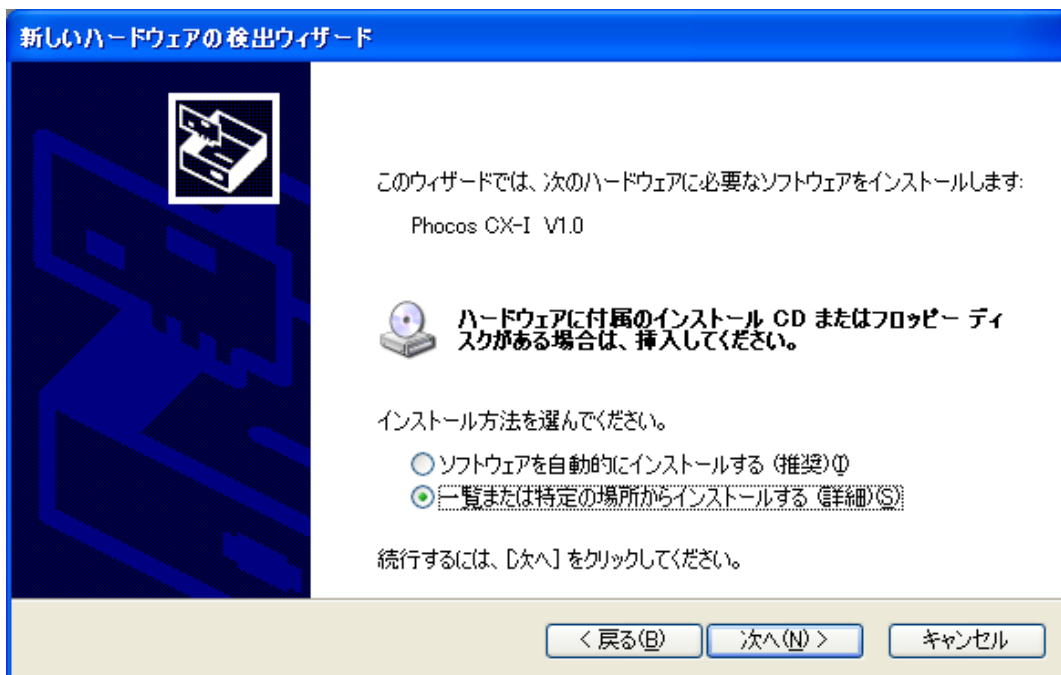 新しいハードウェアの検出ウィザード
このウィザードでは、次のハードウェアに必要なソフトウェアをインストールします:
Phocos CX-I V1.0
ハードウェアに付属のインストール CD またはフロッピー ディ
スクがある場合は、挿入してください。
インストール方法を選んでください。
ソフトウェアを自動的にインストールする (推奨)(I)
一覧または特定の場所からインストールする (詳細)(S)
続行するには、[次へ] をクリックしてください。
< 戻る(B)
次へ(N) >
キャンセル